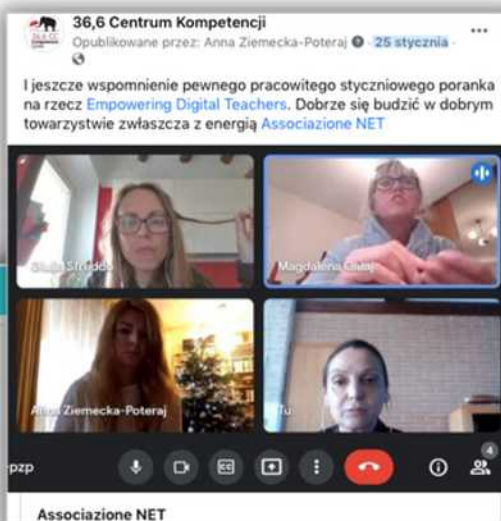 36,6 Centrum Kompetencji
Opublikowane przez: Anna Ziemecka-Poteraj · 25 stycznia ·
I jeszcze wspomnienie pewnego pracowitego styczniowego poranka
na rzecz Empowering Digital Teachers. Dobrze się budzić w dobrym
towarzystwie zwłaszcza z energią Associazione NET
Magdalena
Anna Ziemecka-Poteraj
Tu
pzp
CC
4
Associazione NET